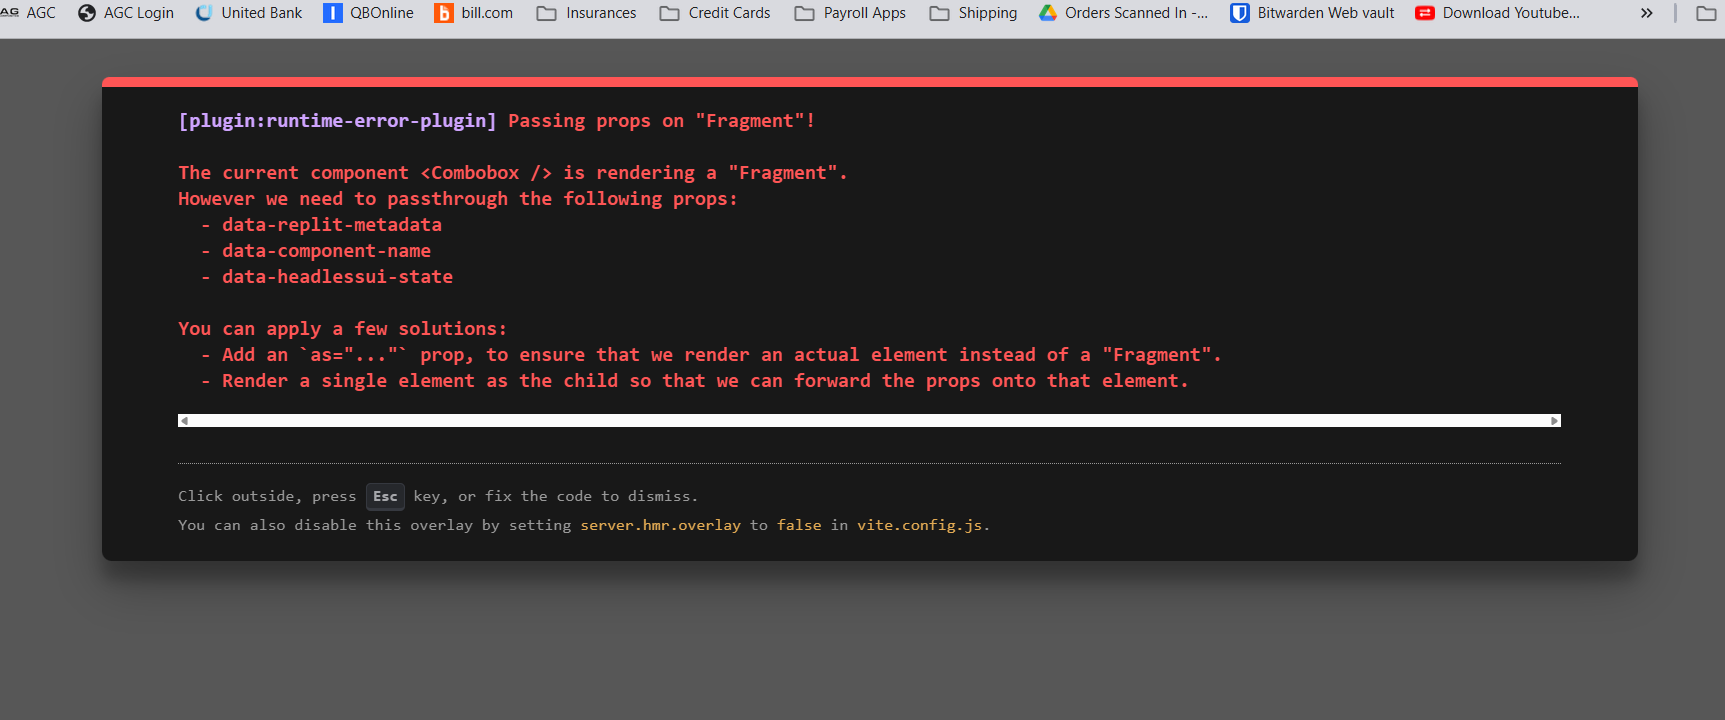 AG AGC AGC Login United Bank QBOnline bill.com Insurances Credit Cards Payroll Apps Shipping Orders Scanned In -... Bitwarden Web vault Download Youtube... »
[plugin:runtime-error-plugin] Passing props on "Fragment"!
The current component <Combobox /> is rendering a "Fragment".
However we need to passthrough the following props:
- data-replit-metadata
- data-component-name
- data-headlessui-state
You can apply a few solutions:
- Add an `as="..."` prop, to ensure that we render an actual element instead of a "Fragment".
- Render a single element as the child so that we can forward the props onto that element.
Click outside, press Esc key, or fix the code to dismiss.
You can also disable this overlay by setting server.hmr.overlay to false in vite.config.js.